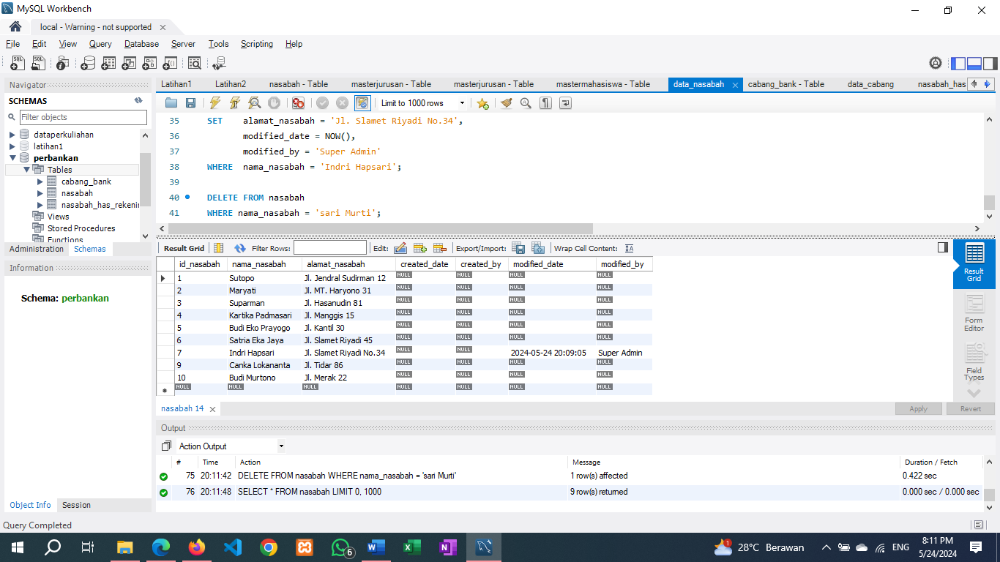 MySQL Workbench
local - Warning - not supported
File Edit View Query Database Server Tools Scripting Help
Navigator
SCHEMAS
Filter objects
dataperkuliahan
latihan1
perbankan
Tables
cabang_bank
nasabah
nasabah_has_rekenin
Views
Stored Procedures
Functions
Administration Schemas
Information
Schema: perbankan
Object Info Session
Latihan1 Latihan2 nasabah - Table masterjurusan - Table masterjurusan - Table mastermahasiswa - Table data_nasabah cabang_bank - Table data_cabang nasabah_has
Limit to 1000 rows
35 SET alamat_nasabah = 'Jl. Slamet Riyadi No.34',
36 modified_date = NOW(),
37 modified_by = 'Super Admin'
38 WHERE nama_nasabah = 'Indri Hapsari';
39
40 DELETE FROM nasabah
41 WHERE nama_nasabah = 'sari Murti';
Result Grid Filter Rows: Edit: Export/Import: Wrap Cell Content:
id_nasabah nama_nasabah alamat_nasabah created_date created_by modified_date modified_by
1 Sutopo Jl. Jendral Sudirman 12 NULL NULL NULL NULL
2 Maryati Jl. MT. Haryono 31 NULL NULL NULL NULL
3 Suparman Jl. Hasanudin 81 NULL NULL NULL NULL
4 Kartika Padmasari Jl. Manggis 15 NULL NULL NULL NULL
5 Budi Eko Prayogo Jl. Kantil 30 NULL NULL NULL NULL
6 Satria Eka Jaya Jl. Slamet Riyadi 45 NULL NULL NULL NULL
7 Indri Hapsari Jl. Slamet Riyadi No.34 NULL NULL 2024-05-24 20:09:05 Super Admin
9 Canka Lokananta Jl. Tidar 86 NULL NULL NULL NULL
10 Budi Murtono Jl. Merak 22 NULL NULL NULL NULL
NULL NULL NULL NULL NULL NULL NULL
Result
Grid
Form
Editor
Field
Types
nasabah 14
Apply Revert
Output
Action Output
# Time Action Message Duration / Fetch
75 20:11:42 DELETE FROM nasabah WHERE nama_nasabah = 'sari Murti' 1 row(s) affected 0.422 sec
76 20:11:48 SELECT * FROM nasabah LIMIT 0, 1000 9 row(s) returned 0.000 sec / 0.000 sec
Query Completed
6
1
28°C Berawan
ENG
8:11 PM
5/24/2024